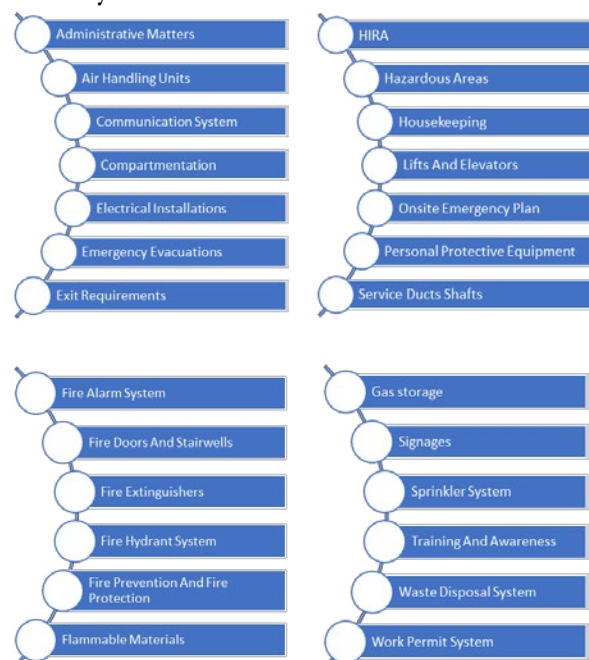 Administrative Matters
Air Handling Units
Communication System
Compartmentation
Electrical Installations
Emergency Evacuations
Exit Requirements
HIRA
Hazardous Areas
Housekeeping
Lifts And Elevators
Onsite Emergency Plan
Personal Protective Equipment
Service Ducts Shafts
Fire Alarm System
Fire Doors And Stairwells
Fire Extinguishers
Fire Hydrant System
Fire Prevention And Fire
Protection
Flammable Materials
Gas storage
Signages
Sprinkler System
Training And Awareness
Waste Disposal System
Work Permit System